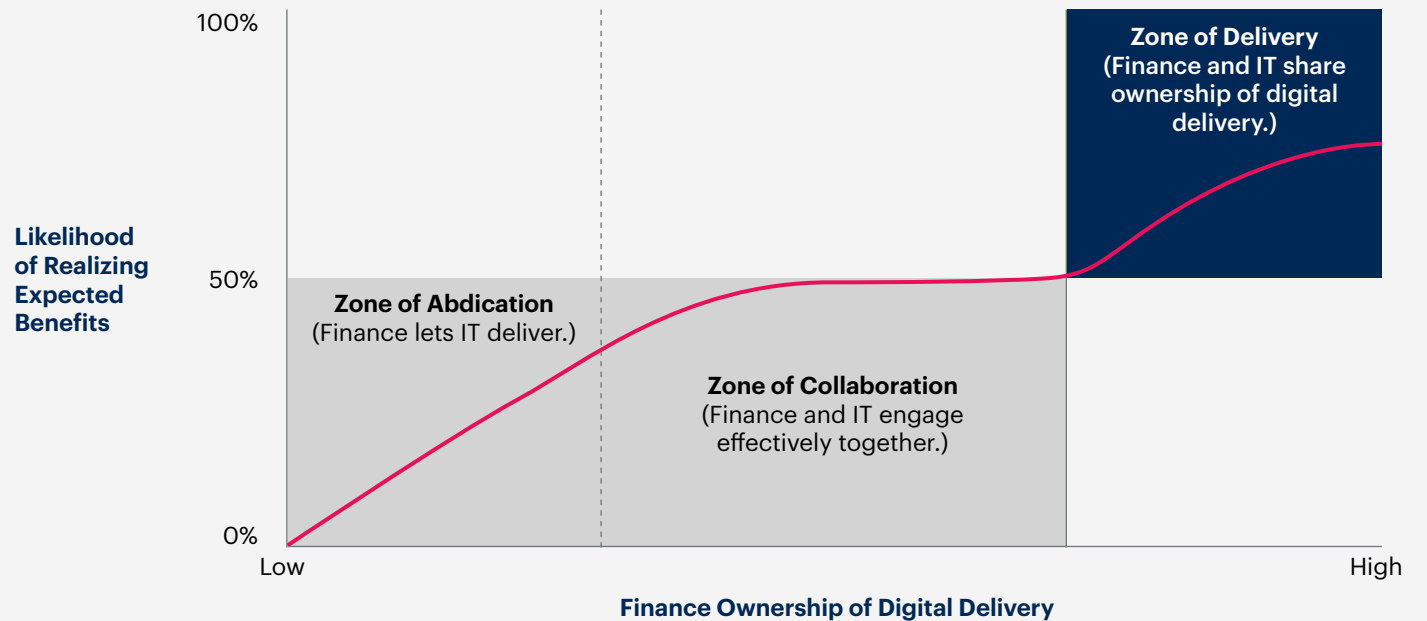 100%
Zone of Delivery
(Finance and IT share
ownership of digital
delivery.)
Likelihood
of Realizing
Expected
Benefits
50%
Zone of Abdication
(Finance lets IT deliver.)
Zone of Collaboration
(Finance and IT engage
effectively together.)
0%
Low
High
Finance Ownership of Digital Delivery